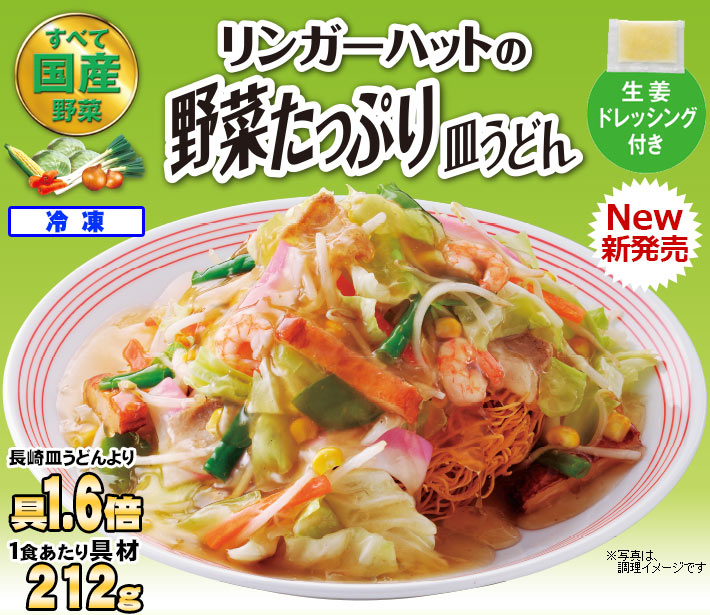 すべて
国産
野菜
リンガーハットの
野菜たっぷり皿うどん
生姜
ドレッシング
付き
冷凍
New
新発売
長崎皿うどんより
具1.6倍
1食あたり具材
212g
※写真は、
調理イメージです